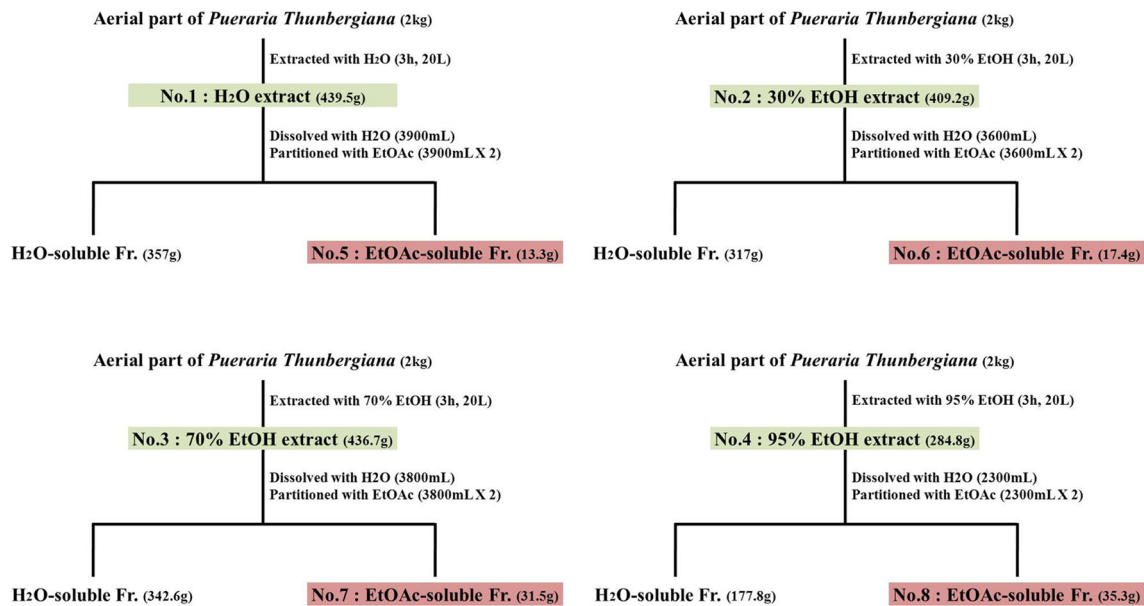 Aerial part of Pueraria Thunbergiana (2kg)
Extracted with H2O (3h, 20L)
No.1 : H2O extract (439.5g)
Dissolved with H2O (3900mL)
Partitioned with EtOAc (3900mL X 2)
H2O-soluble Fr. (357g)
No.5 : EtOAc-soluble Fr. (13.3g)
Aerial part of Pueraria Thunbergiana (2kg)
Extracted with 30% EtOH (3h, 20L)
No.2 : 30% EtOH extract (409.2g)
Dissolved with H2O (3600mL)
Partitioned with EtOAc (3600mL X 2)
H2O-soluble Fr. (317g)
No.6 : EtOAc-soluble Fr. (17.4g)
Aerial part of Pueraria Thunbergiana (2kg)
Extracted with 70% EtOH (3h, 20L)
No.3 : 70% EtOH extract (436.7g)
Dissolved with H2O (3800mL)
Partitioned with EtOAc (3800mL X 2)
H2O-soluble Fr. (342.6g)
No.7 : EtOAc-soluble Fr. (31.5g)
Aerial part of Pueraria Thunbergiana (2kg)
Extracted with 95% EtOH (3h, 20L)
No.4 : 95% EtOH extract (284.8g)
Dissolved with H2O (2300mL)
Partitioned with EtOAc (2300mL X 2)
H2O-soluble Fr. (177.8g)
No.8 : EtOAc-soluble Fr. (35.3g)